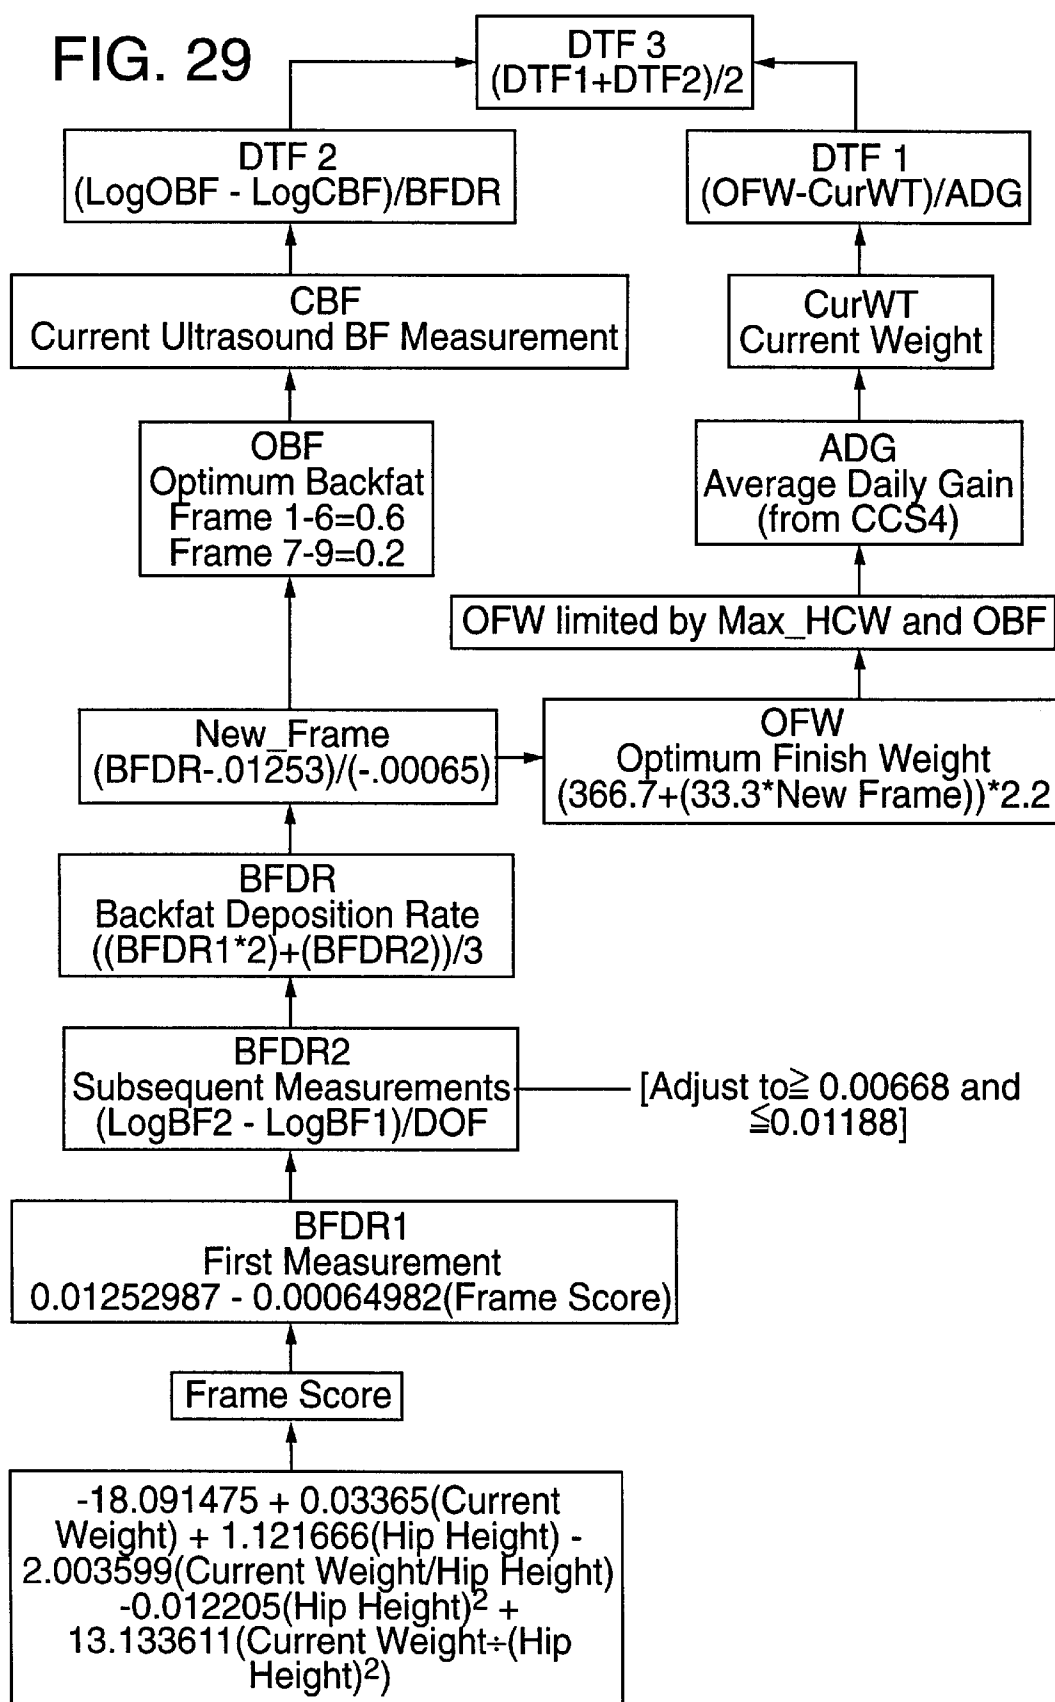 FIG. 29
DTF 3
(DTF1+DTF2)/2
DTF 2
(LogOBF - LogCBF)/BFDR
DTF 1
(OFW-CurWT)/ADG
CBF
Current Ultrasound BF Measurement
CurWT
Current Weight
OBF
Optimum Backfat
Frame 1-6=0.6
Frame 7-9=0.2
ADG
Average Daily Gain
(from CCS4)
OFW limited by Max_HCW and OBF
New_Frame
(BFDR-.01253)/(-.00065)
OFW
Optimum Finish Weight
(366.7+(33.3*New Frame))*2.2
BFDR
Backfat Deposition Rate
((BFDR1*2)+(BFDR2))/3
BFDR2
Subsequent Measurements
(LogBF2 - LogBF1)/DOF
[Adjust to≧ 0.00668 and
≦0.01188]
BFDR1
First Measurement
0.01252987 - 0.00064982(Frame Score)
Frame Score
-18.091475 + 0.03365(Current
Weight) + 1.121666(Hip Height) -
2.003599(Current Weight/Hip Height)
-0.012205(Hip Height)² +
13.133611(Current Weight÷(Hip
Height)²)